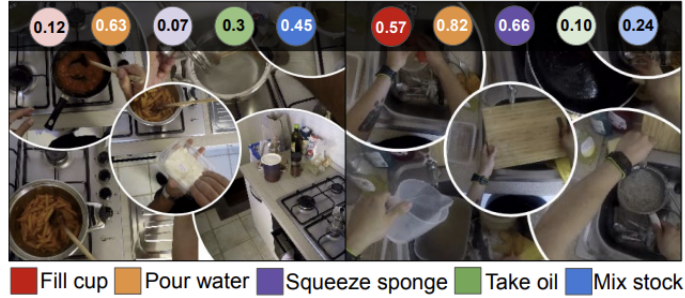 0.12 0.63 0.07 0.3 0.45 0.57 0.82 0.66 0.10 0.24
Fill cup Pour water Squeeze sponge Take oil Mix stock